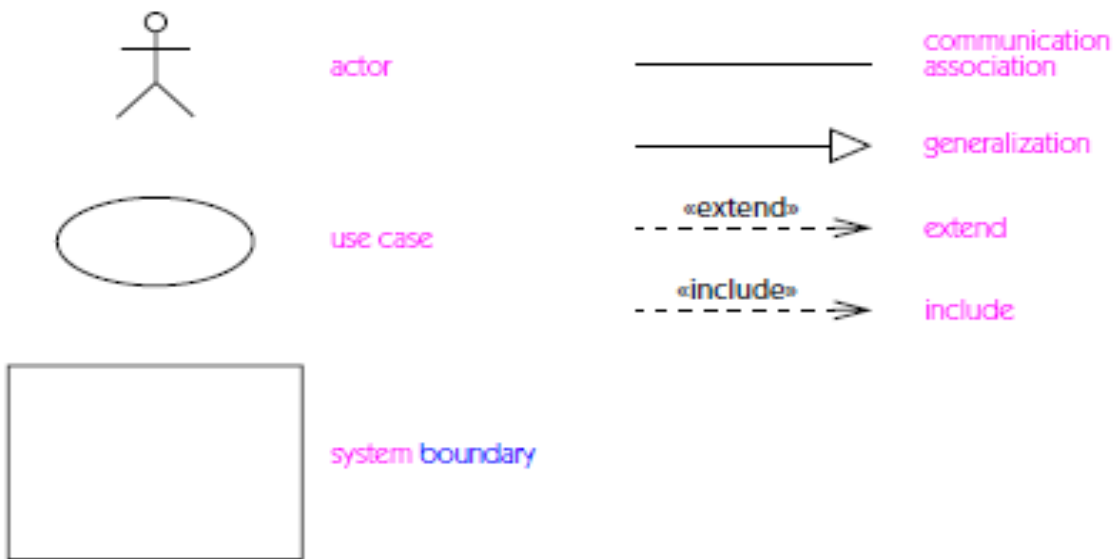 actor
use case
system boundary
communication
association
generalization
«extend»
extend
«include»
include